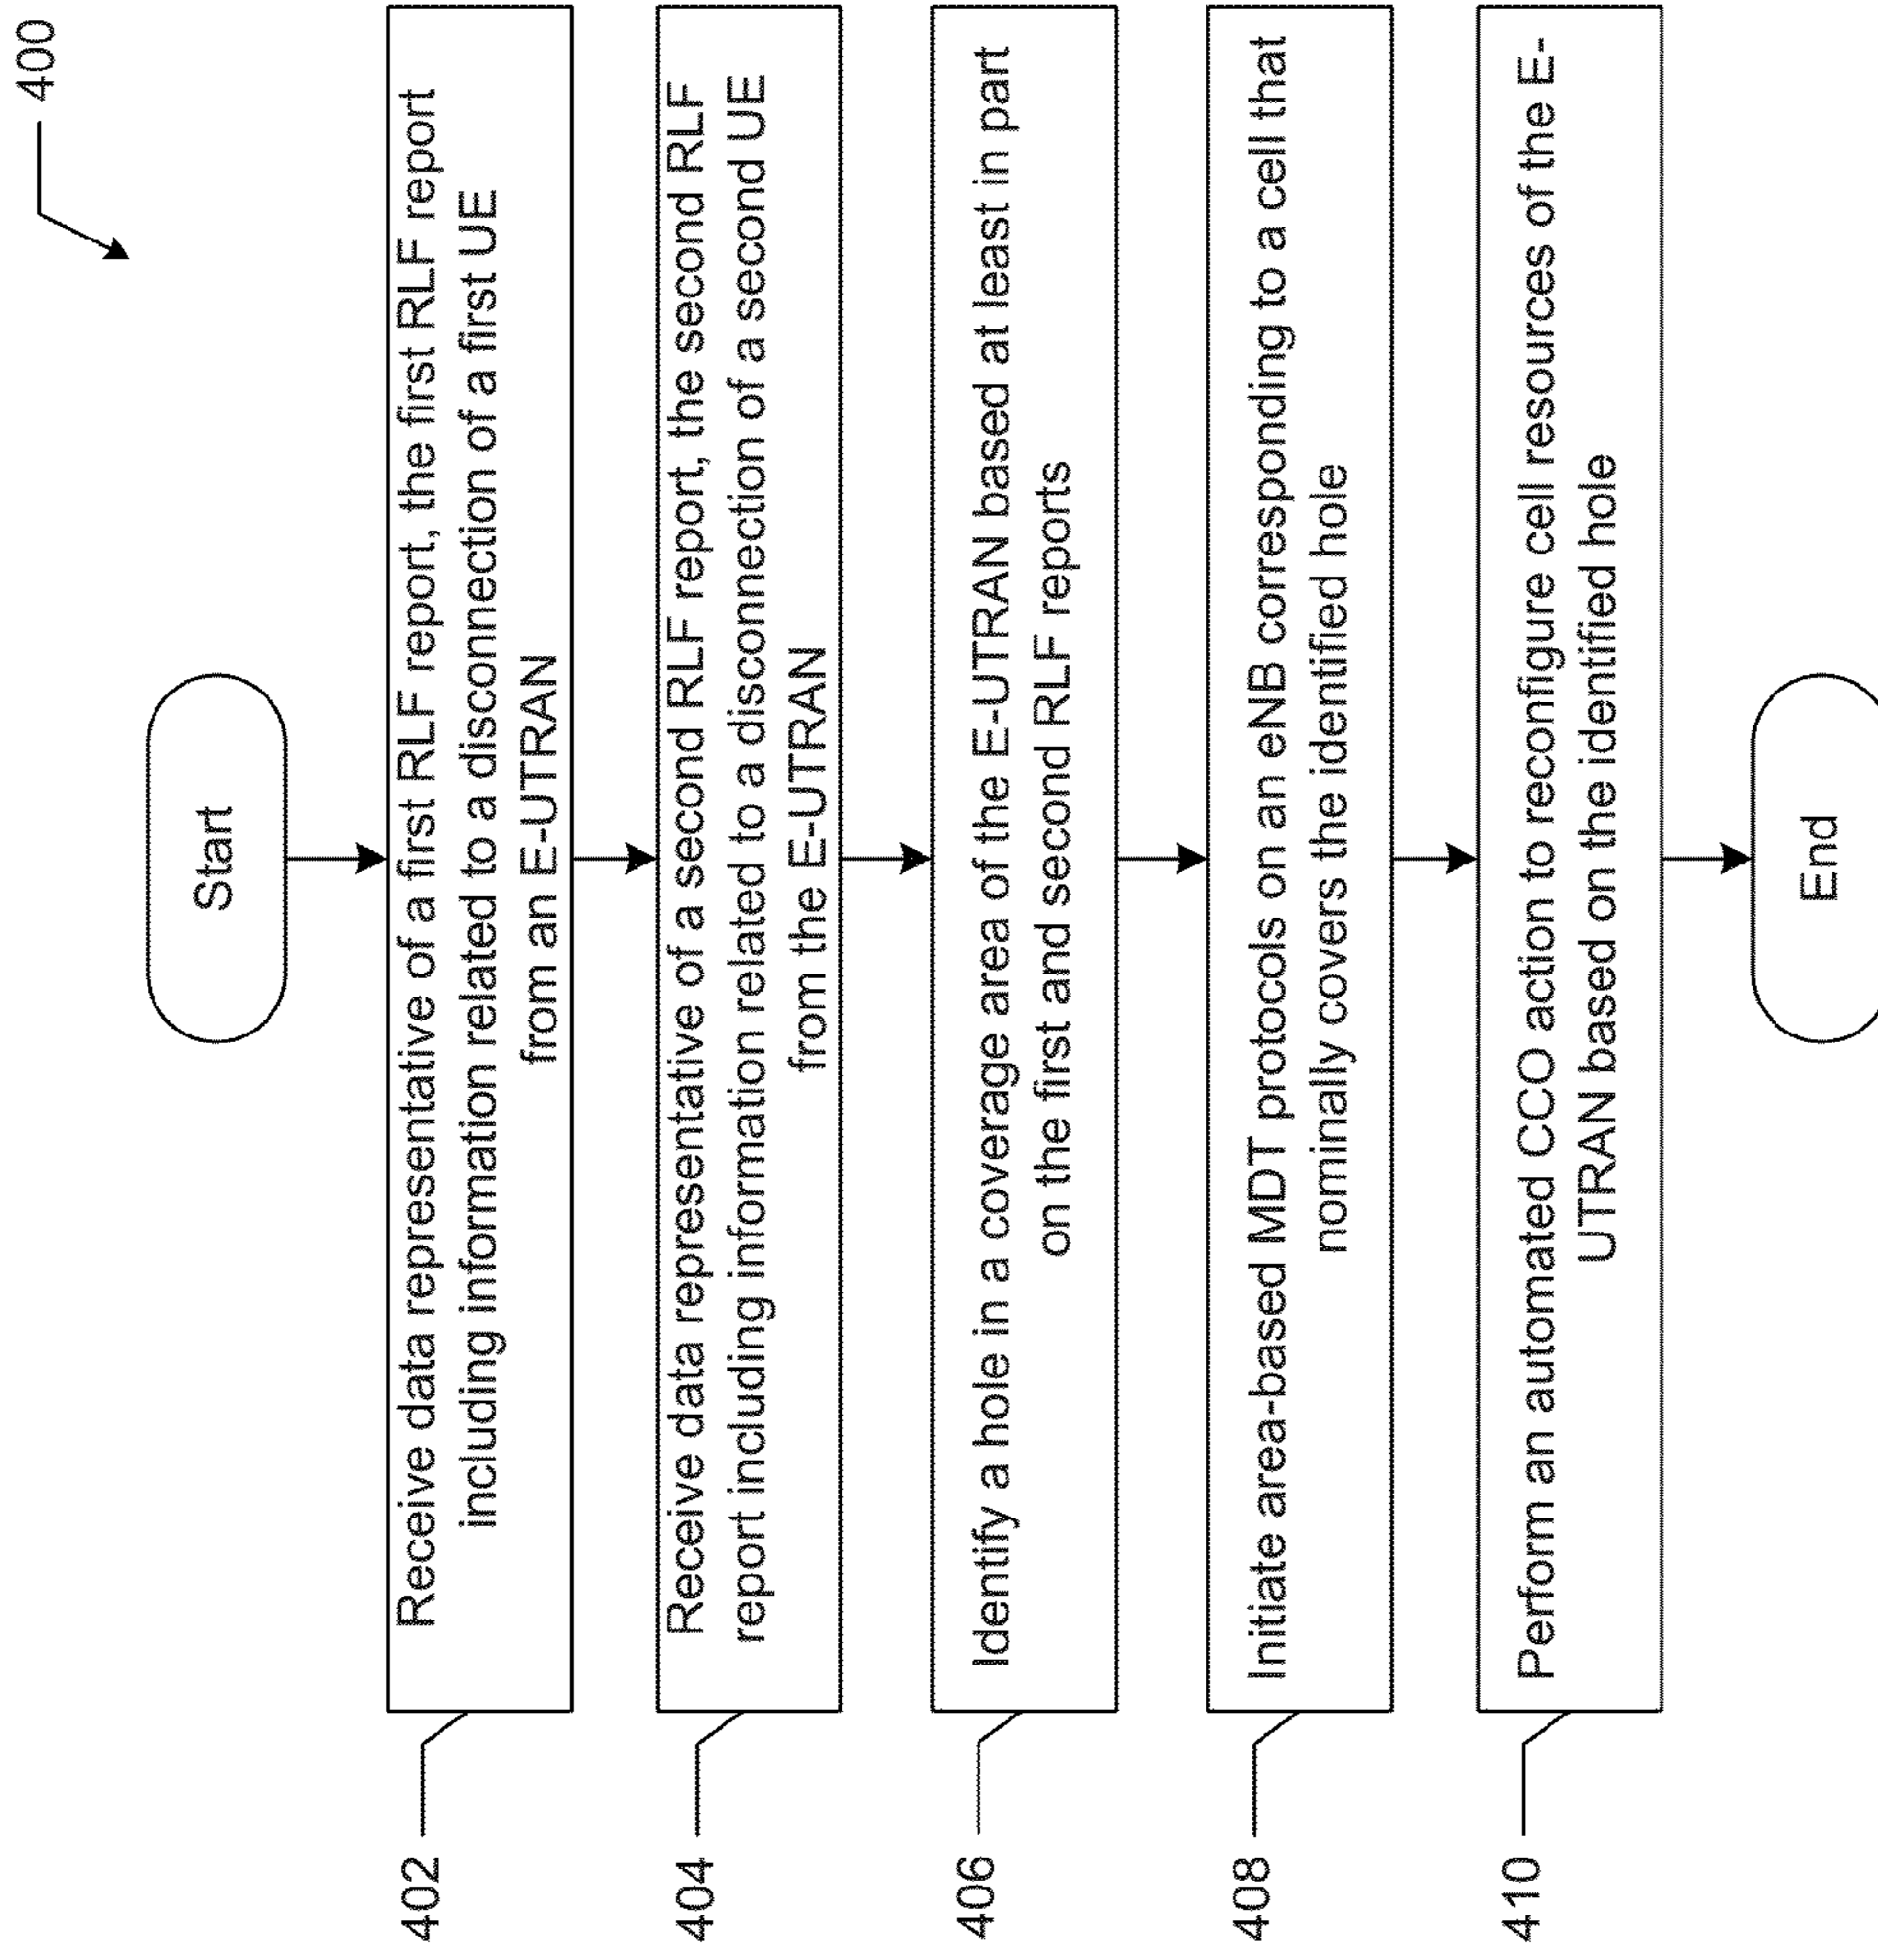 400
Start
402
Receive data representative of a first RLF report, the first RLF report
including information related to a disconnection of a first UE
from an E-UTRAN
404
Receive data representative of a second RLF report, the second RLF
report including information related to a disconnection of a second UE
from the E-UTRAN
406
Identify a hole in a coverage area of the E-UTRAN based at least in part
on the first and second RLF reports
408
Initiate area-based MDT protocols on an eNB corresponding to a cell that
nominally covers the identified hole
410
Perform an automated CCO action to reconfigure cell resources of the E-
UTRAN based on the identified hole
End